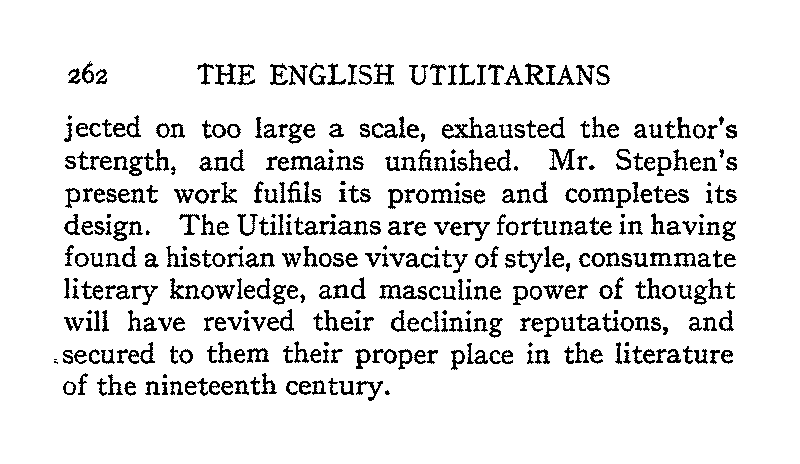 262 THE ENGLISH UTILITARIANS
jected on too large a scale, exhausted the author's
strength, and remains unfinished. Mr. Stephen's
present work fulfils its promise and completes its
design. The Utilitarians are very fortunate in having
found a historian whose vivacity of style, consummate
literary knowledge, and masculine power of thought
will have revived their declining reputations, and
secured to them their proper place in the literature
of the nineteenth century.